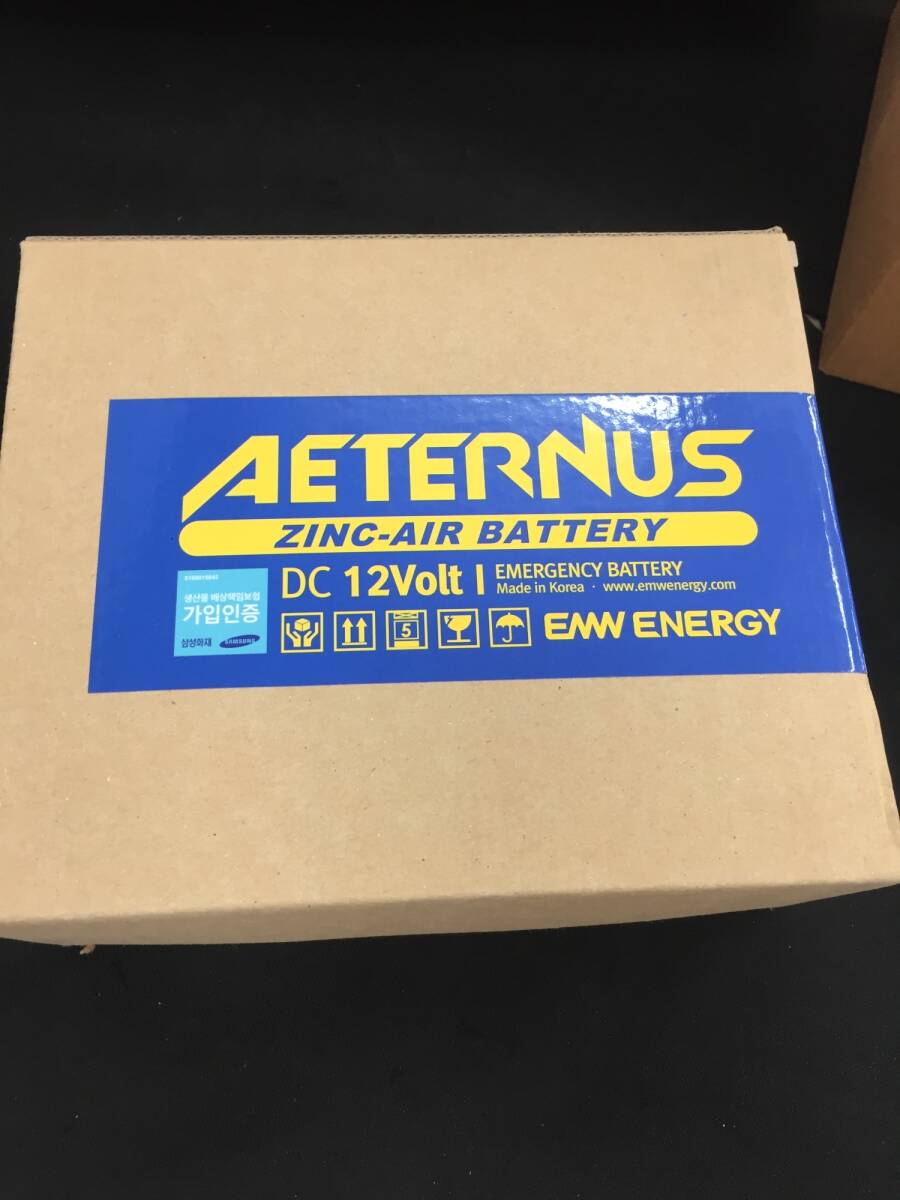 AETERNUS
ZINC-AIR BATTERY
DC 12Volt | EMERGENCY BATTERY
Made in Korea · www.emwenergy.com
생산물 배상책임보험
가입인증
삼성화재 SAMSUNG
5
EMW ENERGY